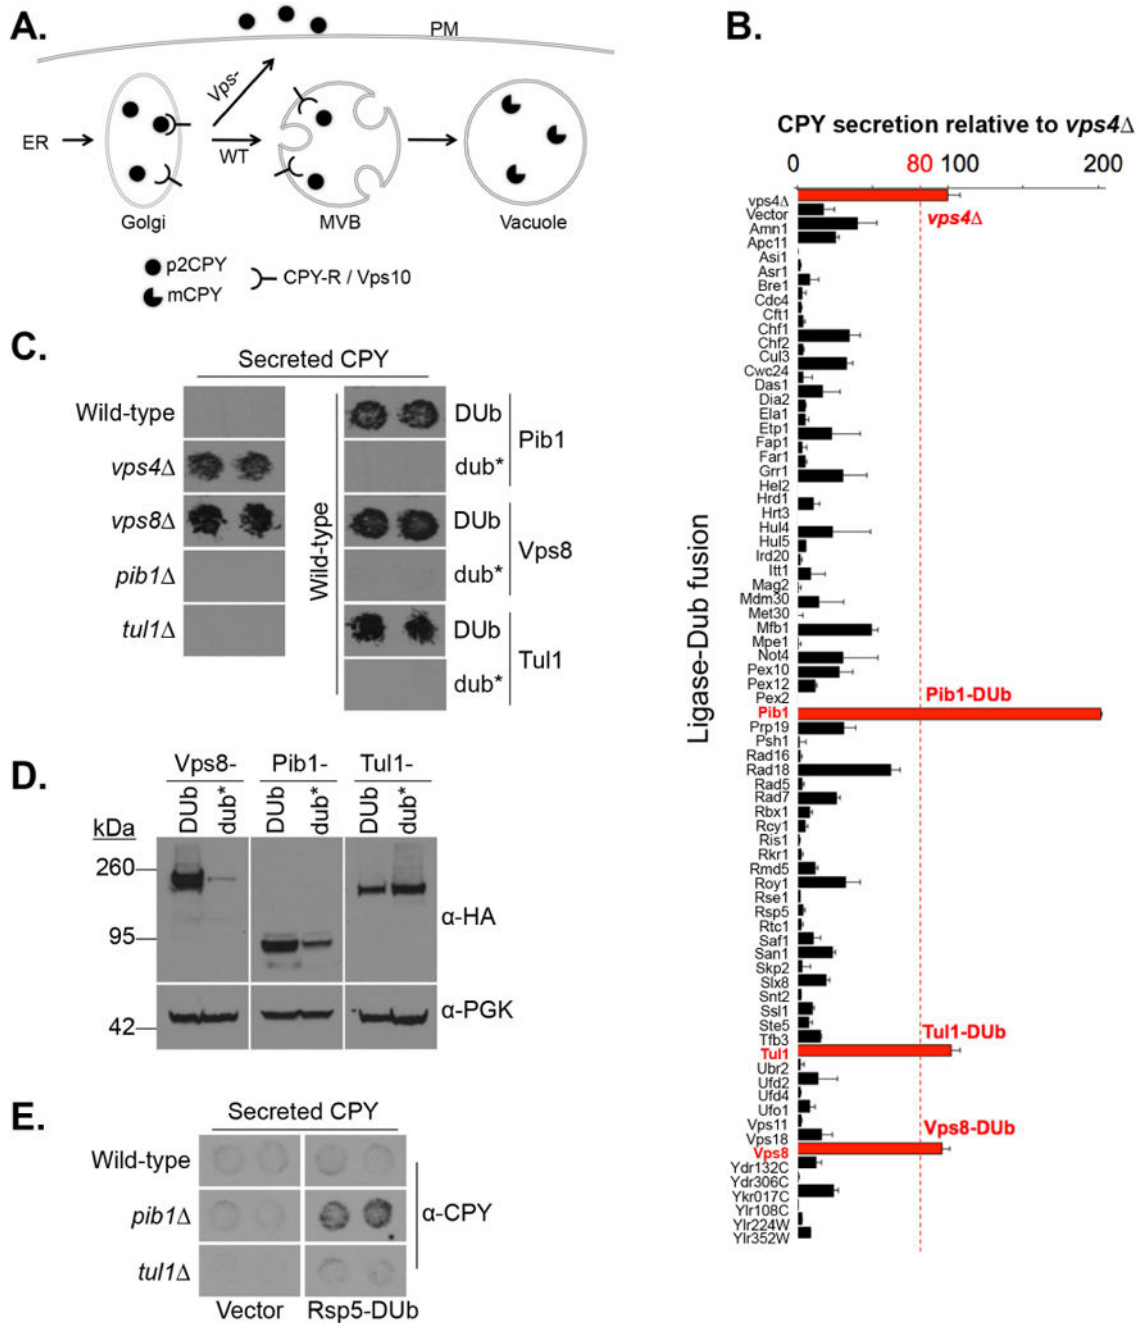 A.
PM
Vps-
ER
WT
Golgi
MVB
Vacuole
p2CPY
CPY-R / Vps10
mCPY
B.
CPY secretion relative to vps4Δ
0 80 100 200
vps4Δ
Ligase-Dub fusion
vps4Δ
Vector
Amn1
Apc11
Asi1
Asr1
Bre1
Cdc4
Cft1
Chf1
Chf2
Cul3
Cwc24
Das1
Dia2
Ela1
Etp1
Fap1
Far1
Grr1
Hel2
Hrd1
Hrt3
Hul4
Hul5
Ird20
Itt1
Mag2
Mdm30
Met30
Mfb1
Mpe1
Not4
Pex10
Pex12
Pex2
Pib1
Pib1-DUb
Prp19
Psh1
Rad16
Rad18
Rad5
Rad7
Rbx1
Rcy1
Ris1
Rkr1
Rmd5
Roy1
Rse1
Rsp5
Rtc1
Saf1
San1
Skp2
Slx8
Snt2
Ssl1
Ste5
Tfb3
Tul1-DUb
Tul1
Ubr2
Ufd2
Ufd4
Ufo1
Vps11
Vps18
Vps8-DUb
Vps8
Ydr132C
Ydr306C
Ykr017C
Ylr108C
Ylr224W
Ylr352W
C.
Secreted CPY
Wild-type
vps4Δ
vps8Δ
pib1Δ
tul1Δ
Wild-type
DUb
dub*
Pib1
DUb
dub*
Vps8
DUb
dub*
Tul1
D.
Vps8- Pib1- Tul1-
kDa
DUb dub* DUb dub* DUb dub*
260
95
42
α-HA
α-PGK
E.
Secreted CPY
Wild-type
pib1Δ
tul1Δ
α-CPY
Vector Rsp5-DUb